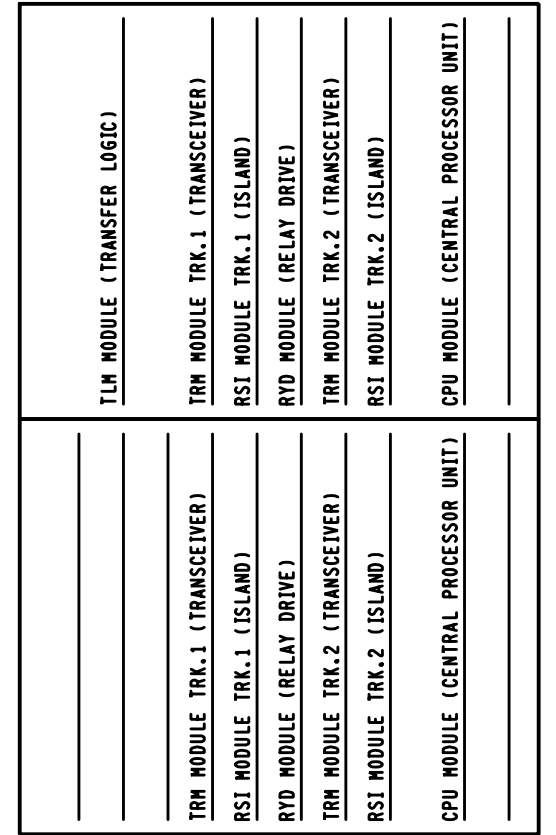 TLM MODULE (TRANSFER LOGIC)
TRM MODULE TRK.1 (TRANSCEIVER)
RSI MODULE TRK.1 (ISLAND)
RYD MODULE (RELAY DRIVE)
TRM MODULE TRK.2 (TRANSCEIVER)
RSI MODULE TRK.2 (ISLAND)
CPU MODULE (CENTRAL PROCESSOR UNIT)
TRM MODULE TRK.1 (TRANSCEIVER)
RSI MODULE TRK.1 (ISLAND)
RYD MODULE (RELAY DRIVE)
TRM MODULE TRK.2 (TRANSCEIVER)
RSI MODULE TRK.2 (ISLAND)
CPU MODULE (CENTRAL PROCESSOR UNIT)